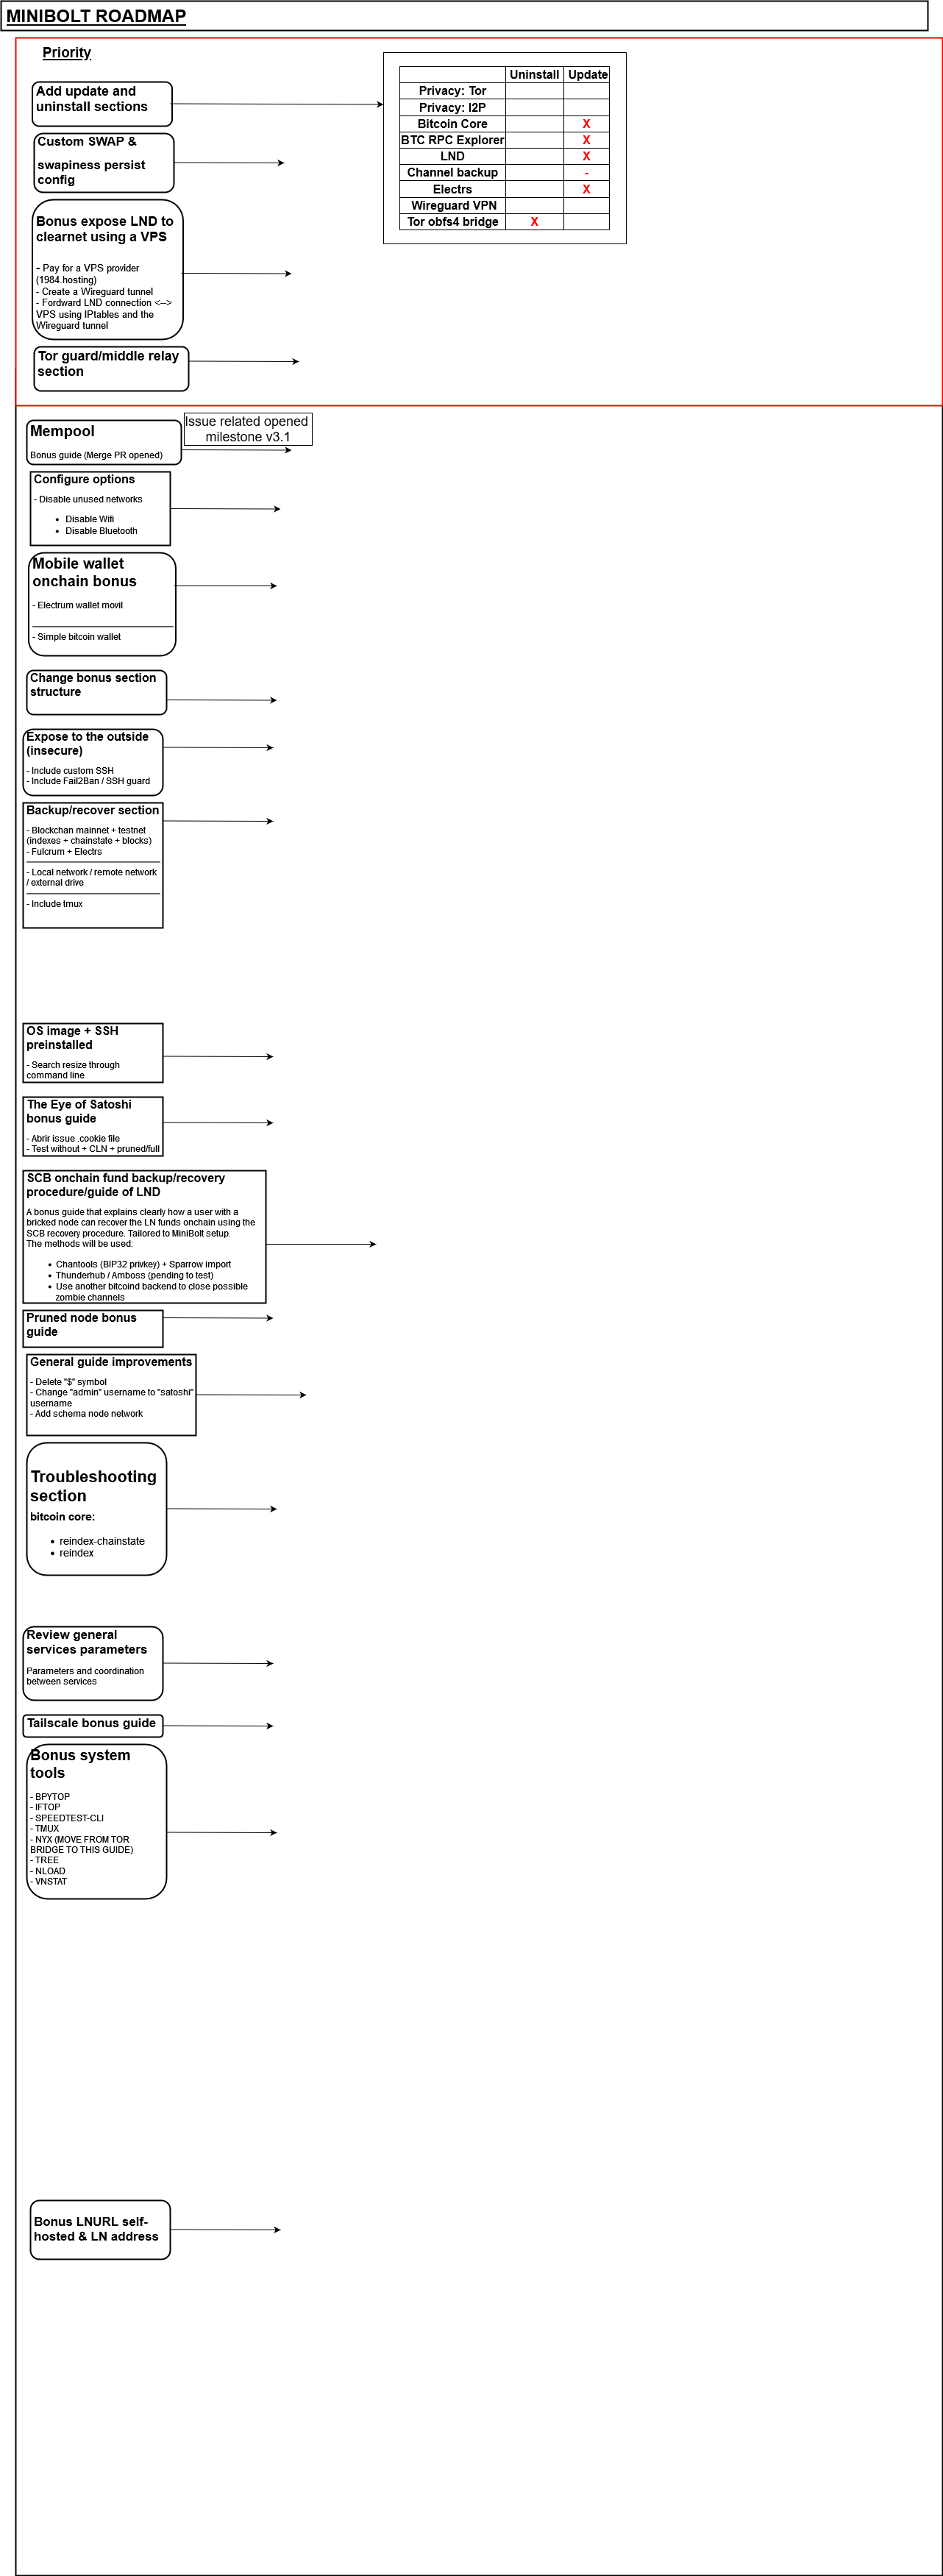 MINIBOLT ROADMAP
Priority
Add update and
uninstall sections
Uninstall Update
Privacy: Tor
Privacy: I2P
Bitcoin Core X
BTC RPC Explorer X
LND X
Channel backup -
Electrs X
Wireguard VPN
Tor obfs4 bridge X
Custom SWAP &
swapiness persist
config
Bonus expose LND to
clearnet using a VPS
- Pay for a VPS provider
(1984.hosting)
- Create a Wireguard tunnel
- Fordward LND connection <-->
VPS using IPtables and the
Wireguard tunnel
Tor guard/middle relay
section
Issue related opened
milestone v3.1
Mempool
Bonus guide (Merge PR opened)
Configure options
- Disable unused networks
• Disable Wifi
• Disable Bluetooth
Mobile wallet
onchain bonus
- Electrum wallet movil
- Simple bitcoin wallet
Change bonus section
structure
Expose to the outside
(insecure)
- Include custom SSH
- Include Fail2Ban / SSH guard
Backup/recover section
- Blockchan mainnet + testnet
(indexes + chainstate + blocks)
- Fulcrum + Electrs
- Local network / remote network
/ external drive
- Include tmux
OS image + SSH
preinstalled
- Search resize through
command line
The Eye of Satoshi
bonus guide
- Abrir issue .cookie file
- Test without + CLN + pruned/full
SCB onchain fund backup/recovery
procedure/guide of LND
A bonus guide that explains clearly how a user with a
bricked node can recover the LN funds onchain using the
SCB recovery procedure. Tailored to MiniBolt setup.
The methods will be used:
• Chantools (BIP32 privkey) + Sparrow import
• Thunderhub / Amboss (pending to test)
• Use another bitcoind backend to close possible
zombie channels
Pruned node bonus
guide
General guide improvements
- Delete "$" symbol
- Change "admin" username to "satoshi"
username
- Add schema node network
Troubleshooting
section
bitcoin core:
• reindex-chainstate
• reindex
Review general
services parameters
Parameters and coordination
between services
Tailscale bonus guide
Bonus system
tools
- BPYTOP
- IFTOP
- SPEEDTEST-CLI
- TMUX
- NYX (MOVE FROM TOR
BRIDGE TO THIS GUIDE)
- TREE
- NLOAD
- VNSTAT
Bonus LNURL self-
hosted & LN address